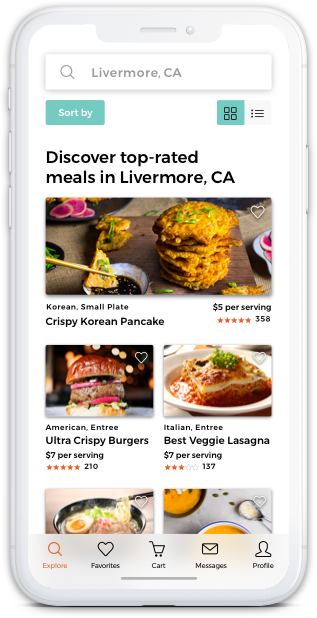 Livermore, CA
Sort by
Discover top-rated
meals in Livermore, CA
Korean, Small Plate
$5 per serving
Crispy Korean Pancake
358
American, Entree
Italian, Entree
Ultra Crispy Burgers
Best Veggie Lasagna
$7 per serving
$7 per serving
210
137
Explore
Favorites
Cart
Messages
Profile